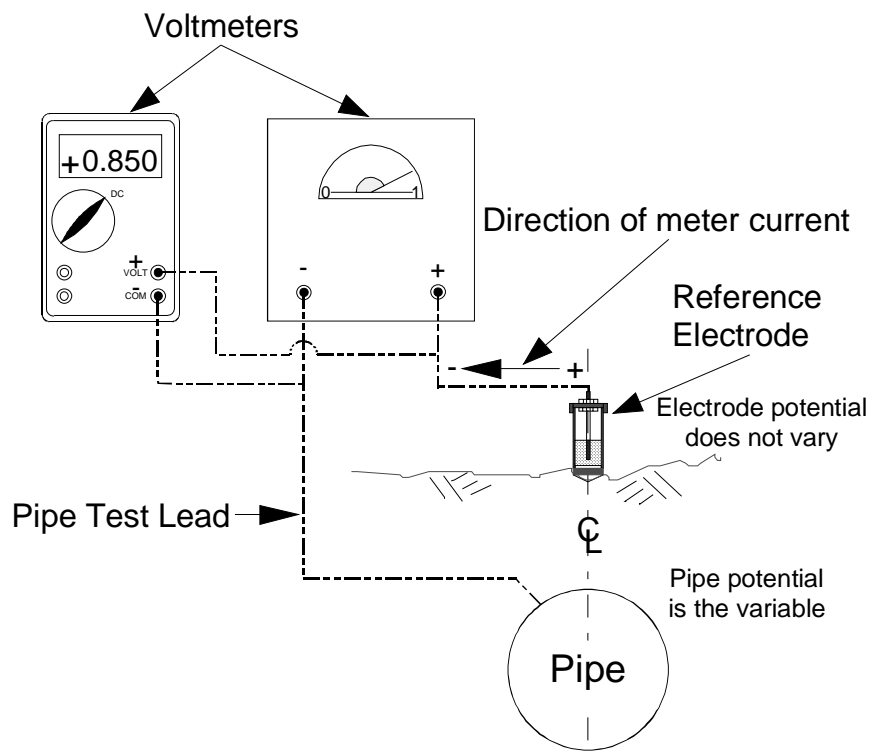 Voltmeters
+0.850
DC
+
VOLT
-
COM
0 1
- +
Direction of meter current
- +
Reference
Electrode
Electrode potential
does not vary
Pipe Test Lead
℄
Pipe potential
is the variable
Pipe